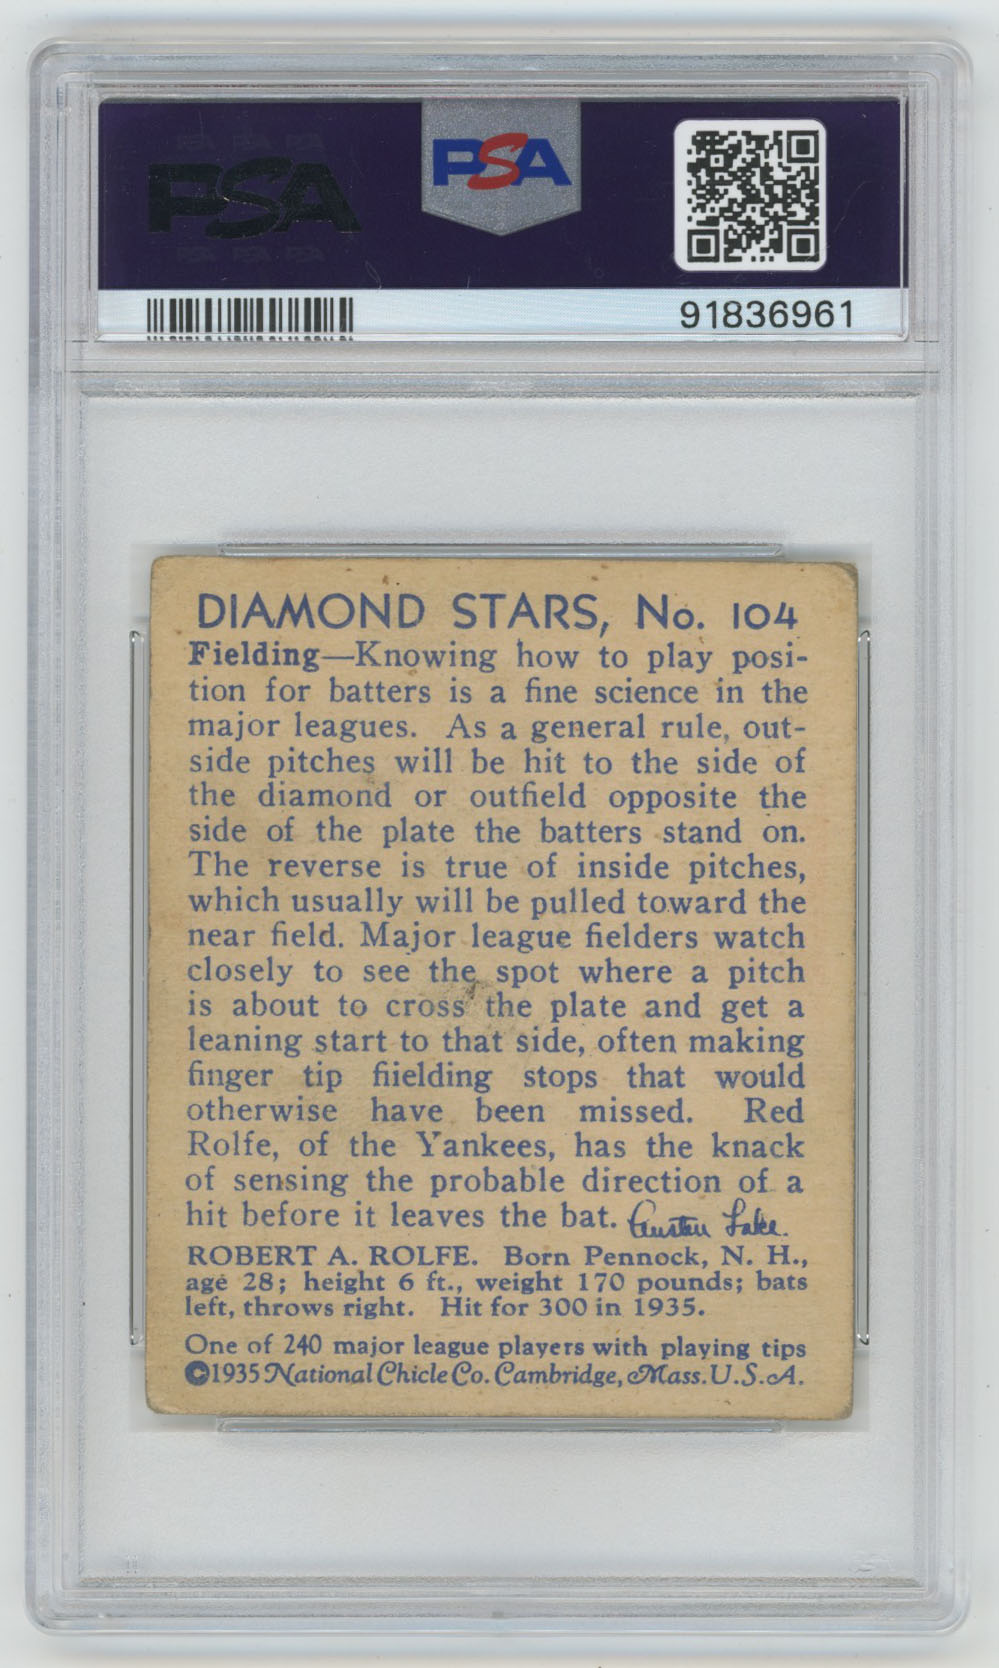 PSA
PSA
91836961
DIAMOND STARS, No. 104
Fielding—Knowing how to play posi-
tion for batters is a fine science in the
major leagues. As a general rule, out-
side pitches will be hit to the side of
the diamond or outfield opposite the
side of the plate the batters stand on.
The reverse is true of inside pitches,
which usually will be pulled toward the
near field. Major league fielders watch
closely to see the spot where a pitch
is about to cross the plate and get a
leaning start to that side, often making
finger tip fiielding stops that would
otherwise have been missed. Red
Rolfe, of the Yankees, has the knack
of sensing the probable direction of a
hit before it leaves the bat. Austen Lake.
ROBERT A. ROLFE. Born Pennock, N. H.,
age 28; height 6 ft., weight 170 pounds; bats
left, throws right. Hit for 300 in 1935.
One of 240 major league players with playing tips
©1935 National Chicle Co. Cambridge, Mass. U.S.A.